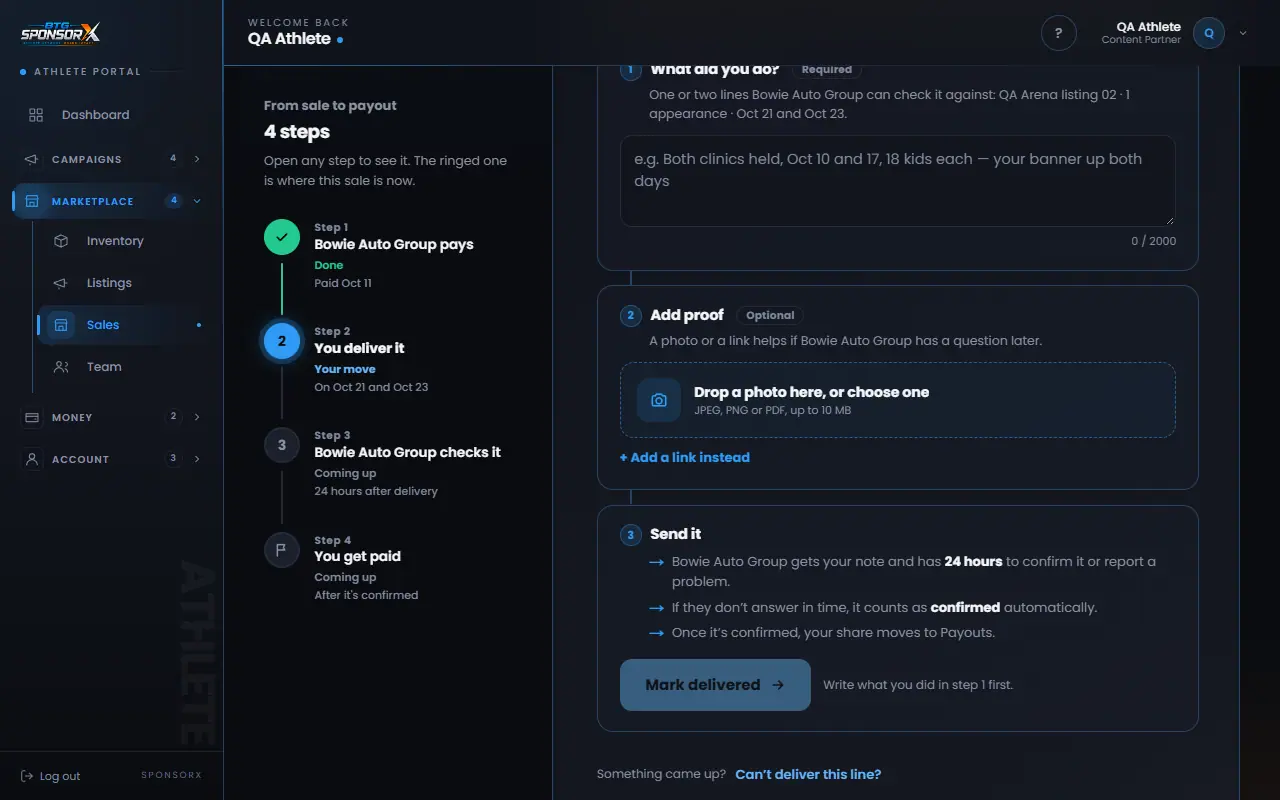 BTG
SPONSORX
ATHLETE PORTAL
Dashboard
CAMPAIGNS 4
MARKETPLACE 4
Inventory
Listings
Sales
Team
MONEY 2
ACCOUNT 3
ATHLETE
Log out
SPONSORX
WELCOME BACK
QA Athlete
?
QA Athlete
Content Partner
Q
From sale to payout
4 steps
Open any step to see it. The ringed one
is where this sale is now.
Step 1
Bowie Auto Group pays
Done
Paid Oct 11
2
Step 2
You deliver it
Your move
On Oct 21 and Oct 23
3
Step 3
Bowie Auto Group checks it
Coming up
24 hours after delivery
Step 4
You get paid
Coming up
After it's confirmed
1 What did you do? Required
One or two lines Bowie Auto Group can check it against: QA Arena listing 02 · 1
appearance · Oct 21 and Oct 23.
e.g. Both clinics held, Oct 10 and 17, 18 kids each — your banner up both
days
0 / 2000
2 Add proof Optional
A photo or a link helps if Bowie Auto Group has a question later.
Drop a photo here, or choose one
JPEG, PNG or PDF, up to 10 MB
+ Add a link instead
3 Send it
→ Bowie Auto Group gets your note and has 24 hours to confirm it or report a
problem.
→ If they don’t answer in time, it counts as confirmed automatically.
→ Once it’s confirmed, your share moves to Payouts.
Mark delivered →
Write what you did in step 1 first.
Something came up? Can’t deliver this line?